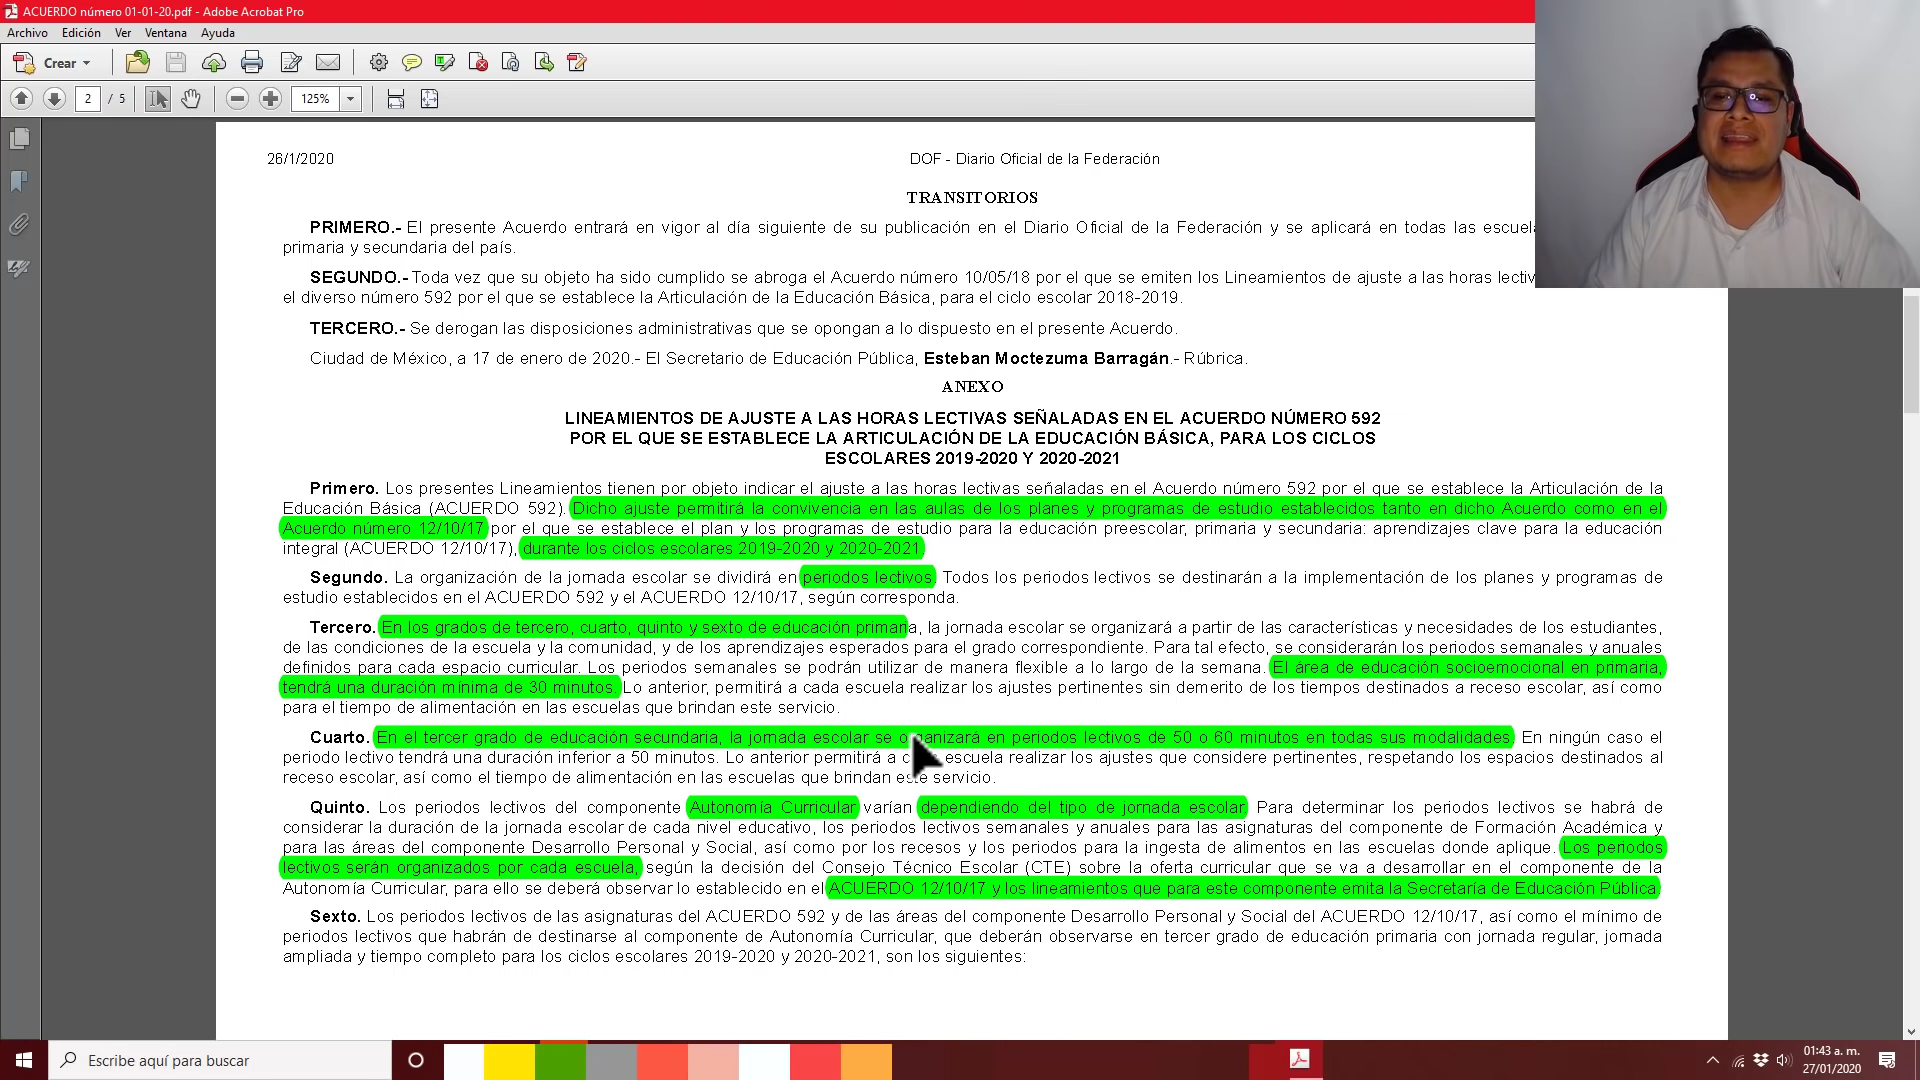 ACUERDO número 01-01-20.pdf - Adobe Acrobat Pro
Archivo Edición Ver Ventana Ayuda
Crear
2 / 5 125%
26/1/2020 DOF - Diario Oficial de la Federación
TRANSITORIOS
PRIMERO.- El presente Acuerdo entrará en vigor al día siguiente de su publicación en el Diario Oficial de la Federación y se aplicará en todas las
primaria y secundaria del país.
SEGUNDO.- Toda vez que su objeto ha sido cumplido se abroga el Acuerdo número 10/05/18 por el que se emiten los Lineamientos de ajuste a las horas
el diverso número 592 por el que se establece la Articulación de la Educación Básica, para el ciclo escolar 2018-2019.
TERCERO.- Se derogan las disposiciones administrativas que se opongan a lo dispuesto en el presente Acuerdo.
Ciudad de México, a 17 de enero de 2020.- El Secretario de Educación Pública, Esteban Moctezuma Barragán.- Rúbrica.
ANEXO
LINEAMIENTOS DE AJUSTE A LAS HORAS LECTIVAS SEÑALADAS EN EL ACUERDO NÚMERO 592
POR EL QUE SE ESTABLECE LA ARTICULACIÓN DE LA EDUCACIÓN BÁSICA, PARA LOS CICLOS
ESCOLARES 2019-2020 Y 2020-2021
Primero. Los presentes Lineamientos tienen por objeto indicar el ajuste a las horas lectivas señaladas en el Acuerdo número 592 por el que se establece la Articulación de la
Educación Básica (ACUERDO 592). Dicho ajuste permitirá la convivencia en las aulas de los planes y programas de estudio establecidos tanto en dicho Acuerdo como en el
Acuerdo número 12/10/17 por el que se establece el plan y los programas de estudio para la educación preescolar, primaria y secundaria: aprendizajes clave para la educación
integral (ACUERDO 12/10/17), durante los ciclos escolares 2019-2020 y 2020-2021.
Segundo. La organización de la jornada escolar se dividirá en periodos lectivos. Todos los periodos lectivos se destinarán a la implementación de los planes y programas de
estudio establecidos en el ACUERDO 592 y el ACUERDO 12/10/17, según corresponda.
Tercero. En los grados de tercero, cuarto, quinto y sexto de educación primaria, la jornada escolar se organizará a partir de las características y necesidades de los estudiantes,
de las condiciones de la escuela y la comunidad, y de los aprendizajes esperados para el grado correspondiente. Para tal efecto, se considerarán los periodos semanales y anuales
definidos para cada espacio curricular. Los periodos semanales se podrán utilizar de manera flexible a lo largo de la semana. El área de educación socioemocional en primaria,
tendrá una duración mínima de 30 minutos. Lo anterior, permitirá a cada escuela realizar los ajustes pertinentes sin demerito de los tiempos destinados a receso escolar, así como
para el tiempo de alimentación en las escuelas que brindan este servicio.
Cuarto. En el tercer grado de educación secundaria, la jornada escolar se organizará en periodos lectivos de 50 o 60 minutos en todas sus modalidades. En ningún caso el
periodo lectivo tendrá una duración inferior a 50 minutos. Lo anterior permitirá a escuela realizar los ajustes que considere pertinentes, respetando los espacios destinados al
receso escolar, así como el tiempo de alimentación en las escuelas que brindan este servicio.
Quinto. Los periodos lectivos del componente Autonomía Curricular varían dependiendo del tipo de jornada escolar. Para determinar los periodos lectivos se habrá de
considerar la duración de la jornada escolar de cada nivel educativo, los periodos lectivos semanales y anuales para las asignaturas del componente de Formación Académica y
para las áreas del componente Desarrollo Personal y Social, así como por los recesos y los periodos para la ingesta de alimentos en las escuelas donde aplique. Los periodos
lectivos serán organizados por cada escuela, según la decisión del Consejo Técnico Escolar (CTE) sobre la oferta curricular que se va a desarrollar en el componente de la
Autonomía Curricular, para ello se deberá observar lo establecido en el ACUERDO 12/10/17 y los lineamientos que para este componente emita la Secretaría de Educación Pública.
Sexto. Los periodos lectivos de las asignaturas del ACUERDO 592 y de las áreas del componente Desarrollo Personal y Social del ACUERDO 12/10/17, así como el mínimo de
periodos lectivos que habrán de destinarse al componente de Autonomía Curricular, que deberán observarse en tercer grado de educación primaria con jornada regular, jornada
ampliada y tiempo completo para los ciclos escolares 2019-2020 y 2020-2021, son los siguientes:
Escribe aquí para buscar
01:43 a. m.
27/01/2020